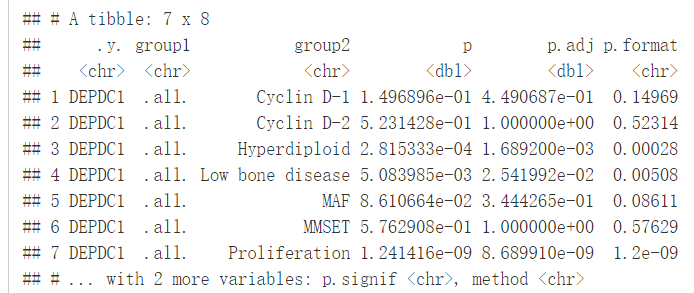 ## # A tibble: 7 x 8
## .y. group1 group2 p p.adj p.format
## <chr> <chr> <chr> <dbl> <dbl> <chr>
## 1 DEPDC1 .all. Cyclin D-1 1.496896e-01 4.490687e-01 0.14969
## 2 DEPDC1 .all. Cyclin D-2 5.231428e-01 1.000000e+00 0.52314
## 3 DEPDC1 .all. Hyperdiploid 2.815333e-04 1.689200e-03 0.00028
## 4 DEPDC1 .all. Low bone disease 5.083985e-03 2.541992e-02 0.00508
## 5 DEPDC1 .all. MAF 8.610664e-02 3.444265e-01 0.08611
## 6 DEPDC1 .all. MMSET 5.762908e-01 1.000000e+00 0.57629
## 7 DEPDC1 .all. Proliferation 1.241416e-09 8.689910e-09 1.2e-09
## # ... with 2 more variables: p.signif <chr>, method <chr>